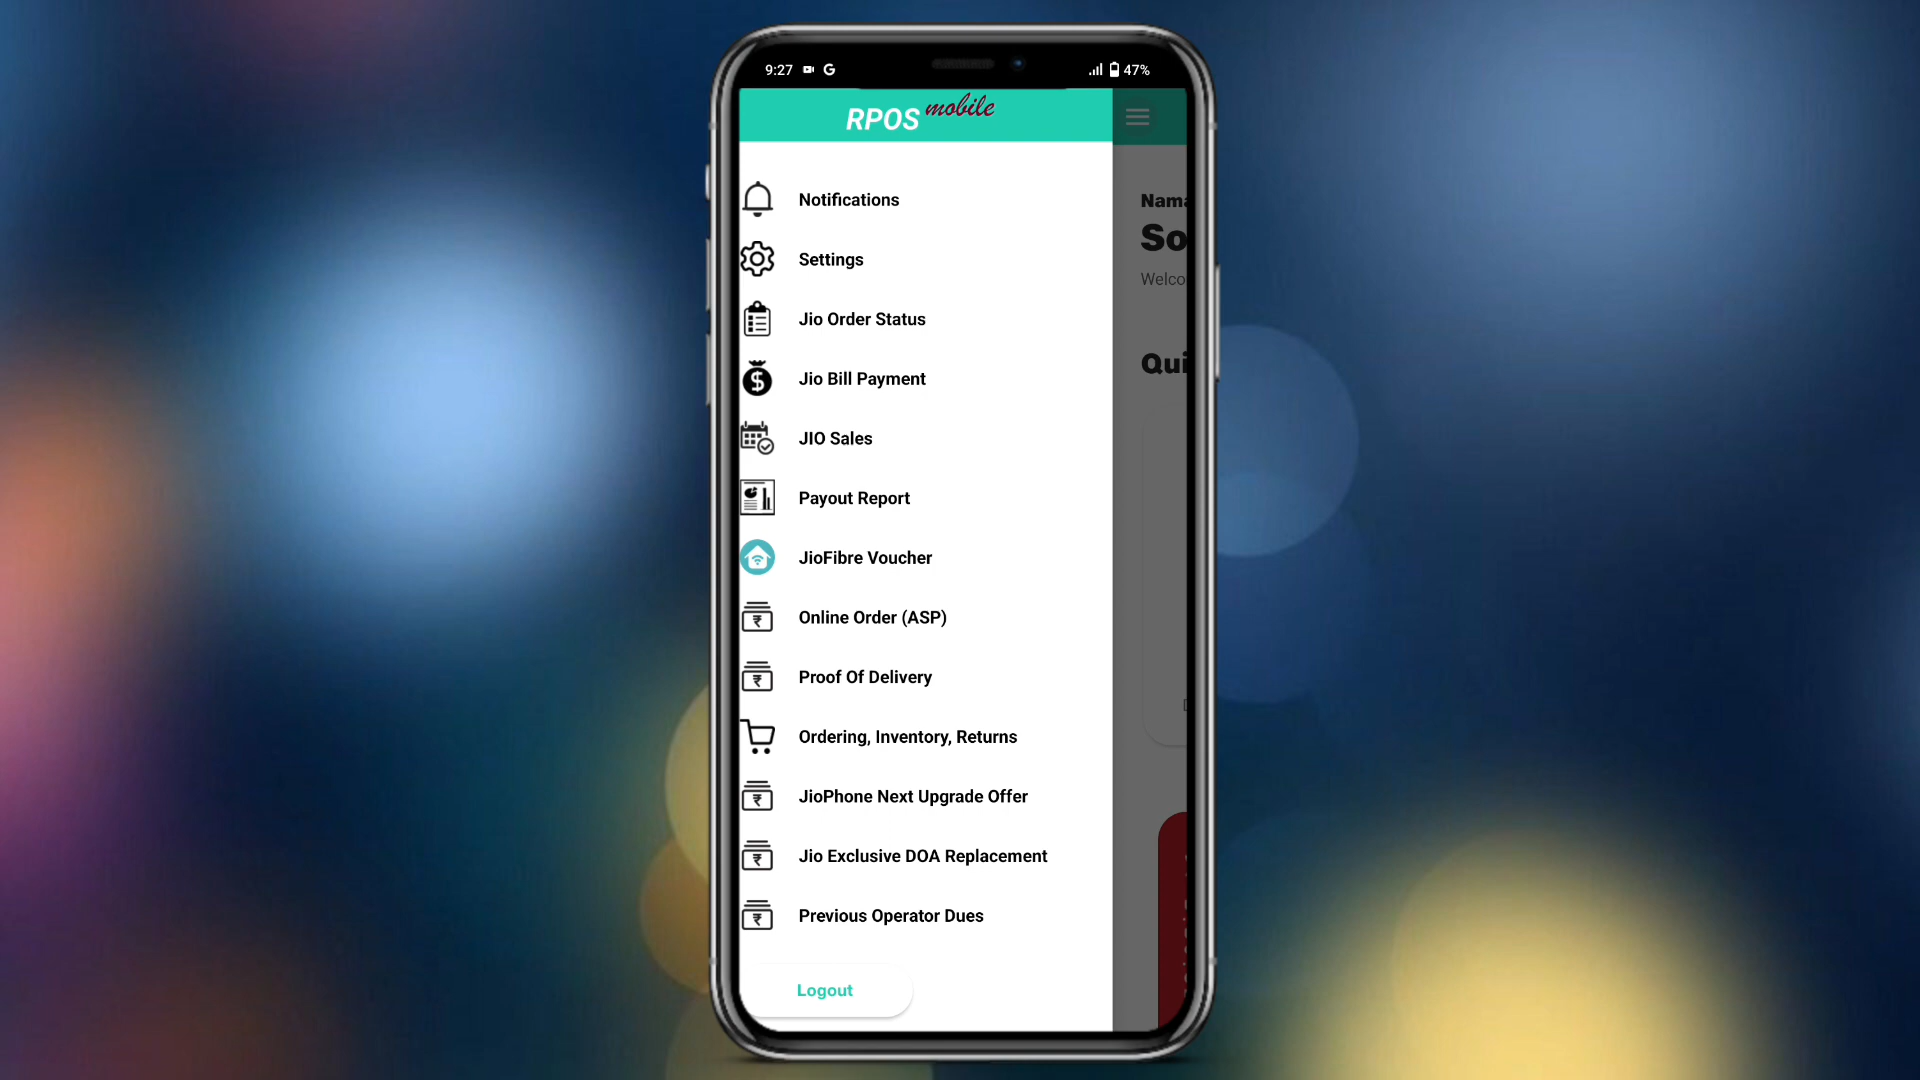 9:27 G 47%
RPOS mobile
Notifications
Settings
Jio Order Status
Jio Bill Payment
JIO Sales
Payout Report
JioFibre Voucher
Online Order (ASP)
Proof Of Delivery
Ordering, Inventory, Returns
JioPhone Next Upgrade Offer
Jio Exclusive DOA Replacement
Previous Operator Dues
Logout
Nama
So
Welco
Qui